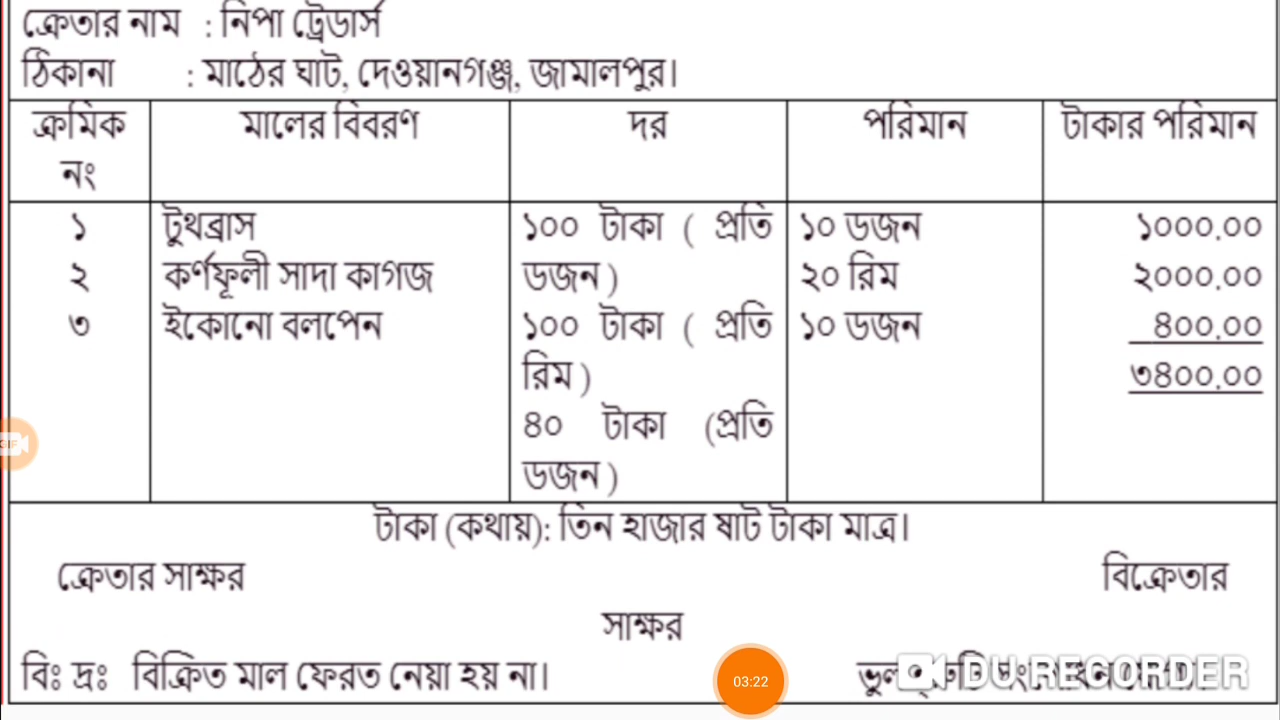 ক্রেতার নাম : নিপা ট্রেডার্স
ঠিকানা : মাঠের ঘাট, দেওয়ানগঞ্জ, জামালপুর।
ক্রমিক নং মালের বিবরণ দর পরিমান টাকার পরিমান
১ টুথব্রাস ১০০ টাকা ( প্রতি ১০ ডজন ১০০০.০০
২ কর্ণফূলী সাদা কাগজ ডজন ) ২০ রিম ২০০০.০০
৩ ইকোনো বলপেন ১০০ টাকা ( প্রতি ১০ ডজন ৪০০.০০
রিম ) ৩৪০০.০০
৪০ টাকা (প্রতি
ডজন )
টাকা (কথায়): তিন হাজার ষাট টাকা মাত্র।
ক্রেতার সাক্ষর বিক্রেতার
সাক্ষর
বিঃ দ্রঃ বিক্রিত মাল ফেরত নেয়া হয় না। ভুল
03:22
DU RECORDER
GIF